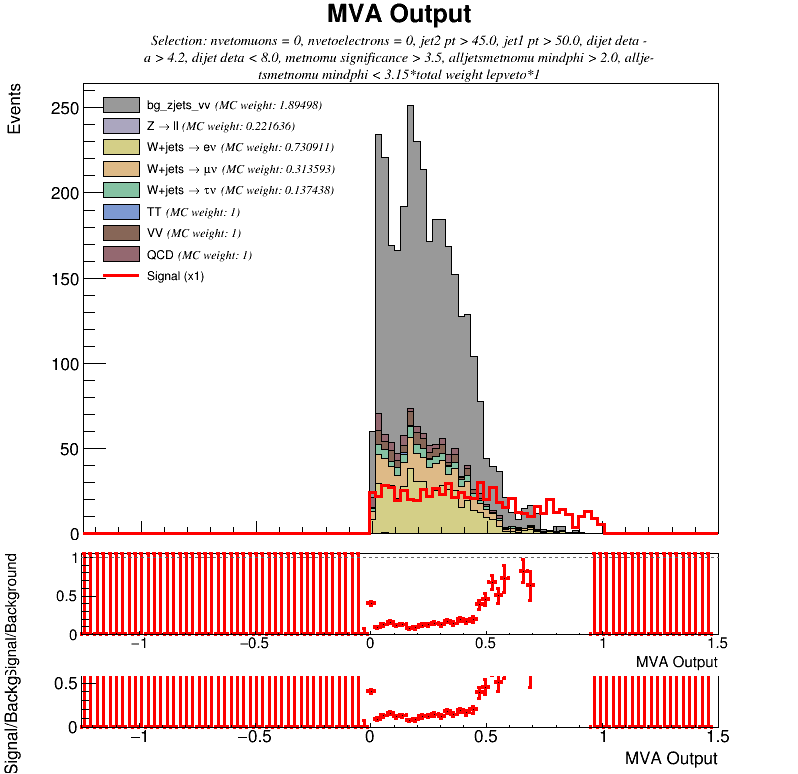 MVA Output
Selection: nvetomuons = 0, nvetoelectrons = 0, jet2 pt > 45.0, jet1 pt > 50.0, dijet deta -
a > 4.2, dijet deta < 8.0, metnomu significance > 3.5, alljetsmetnomu mindphi > 2.0, allje-
tsmetnomu mindphi < 3.15*total weight lepveto*1
Events
250
200
150
100
50
0
bg_zjets_vv (MC weight: 1.89498)
Z → ll (MC weight: 0.221636)
W+jets → eν (MC weight: 0.730911)
W+jets → μν (MC weight: 0.313593)
W+jets → τν (MC weight: 0.137438)
TT (MC weight: 1)
VV (MC weight: 1)
QCD (MC weight: 1)
Signal (x1)
Signal/Background
1
0.5
0
−1 −0.5 0 0.5 1 1.5
MVA Output
Signal/Backg
0.5
0
−1 −0.5 0 0.5 1 1.5
MVA Output